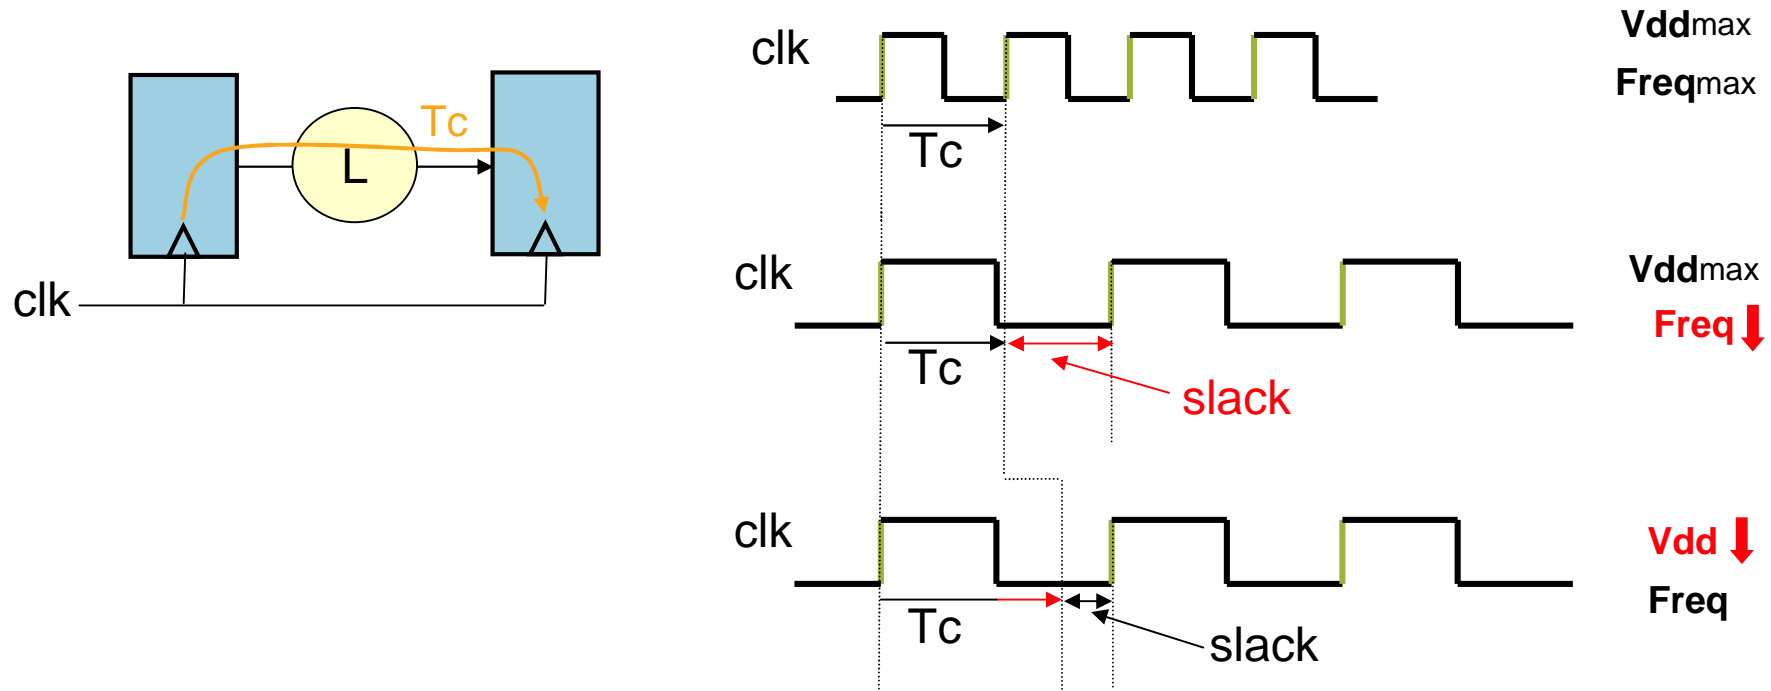 Tc
L
clk
clk
Tc
Vddmax
Freqmax
clk
Tc
slack
Vddmax
Freq
clk
Tc
slack
Vdd
Freq